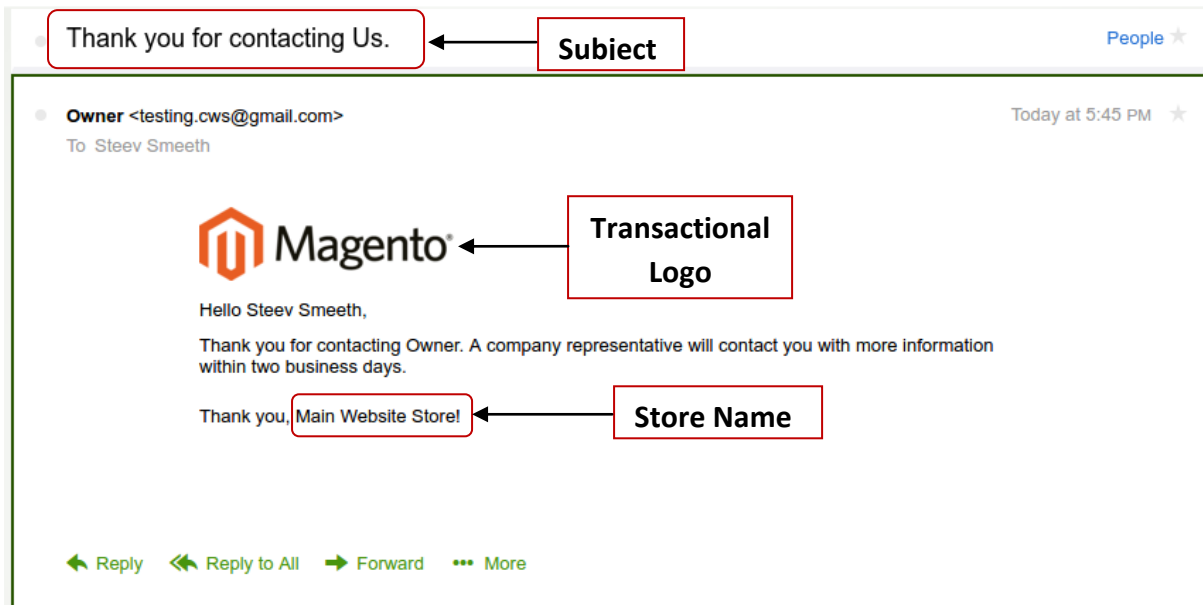 Thank you for contacting Us.
Subiect
People
Owner <testing.cws@gmail.com>
Today at 5:45 PM
To Steev Smeeth
Magento
Transactional
Logo
Hello Steev Smeeth,
Thank you for contacting Owner. A company representative will contact you with more information
within two business days.
Thank you, Main Website Store!
Store Name
Reply
Reply to All
Forward
More